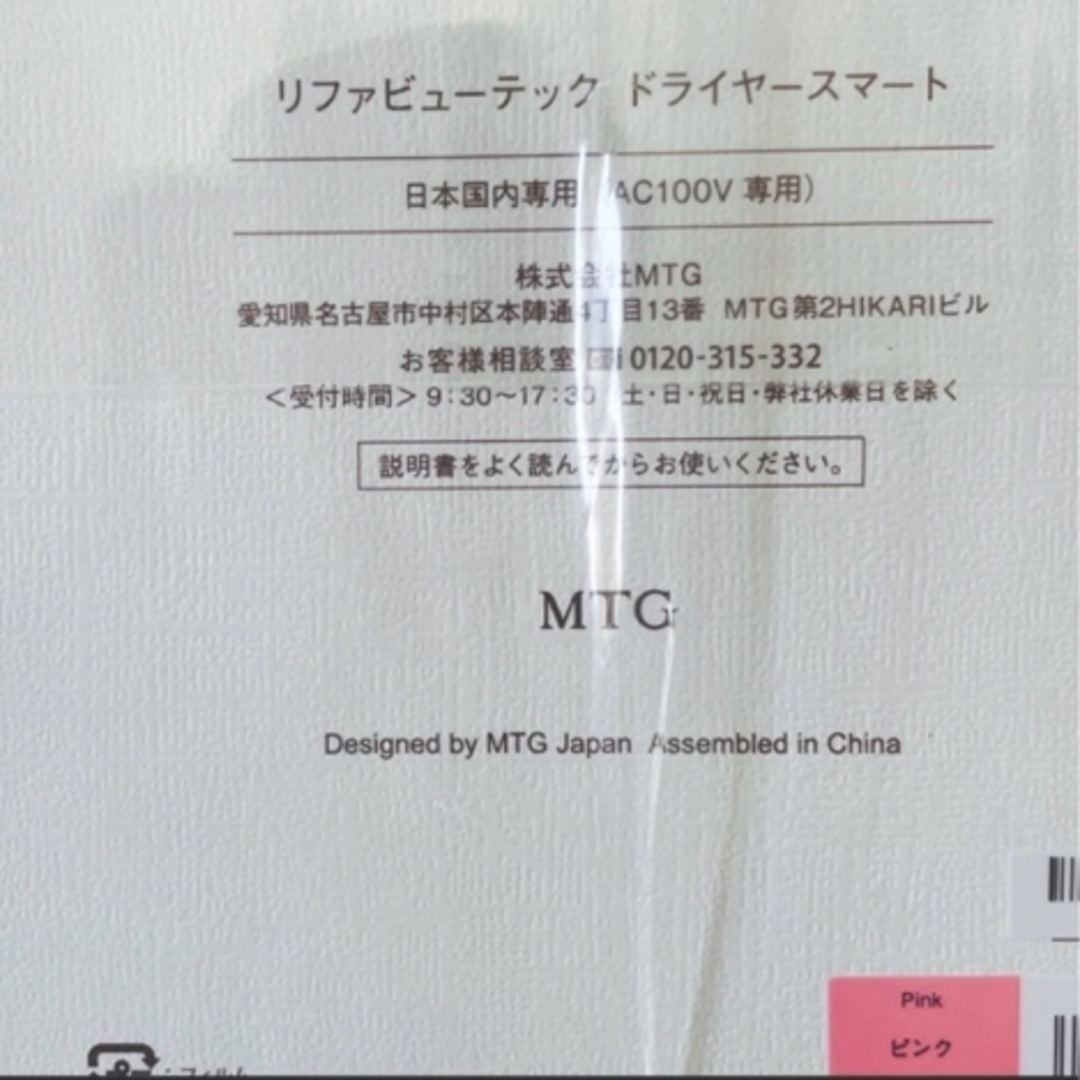 リファビューテック ドライヤースマート
日本国内専用（AC100V 専用）
株式会社MTG
愛知県名古屋市中村区本陣通4丁目13番 MTG第2HIKARIビル
お客様相談室 0120-315-332
＜受付時間＞9:30〜17:30 土・日・祝日・弊社休業日を除く
説明書をよく読んでからお使いください。
MTG
Designed by MTG Japan Assembled in China
Pink
ピンク
:フィルム